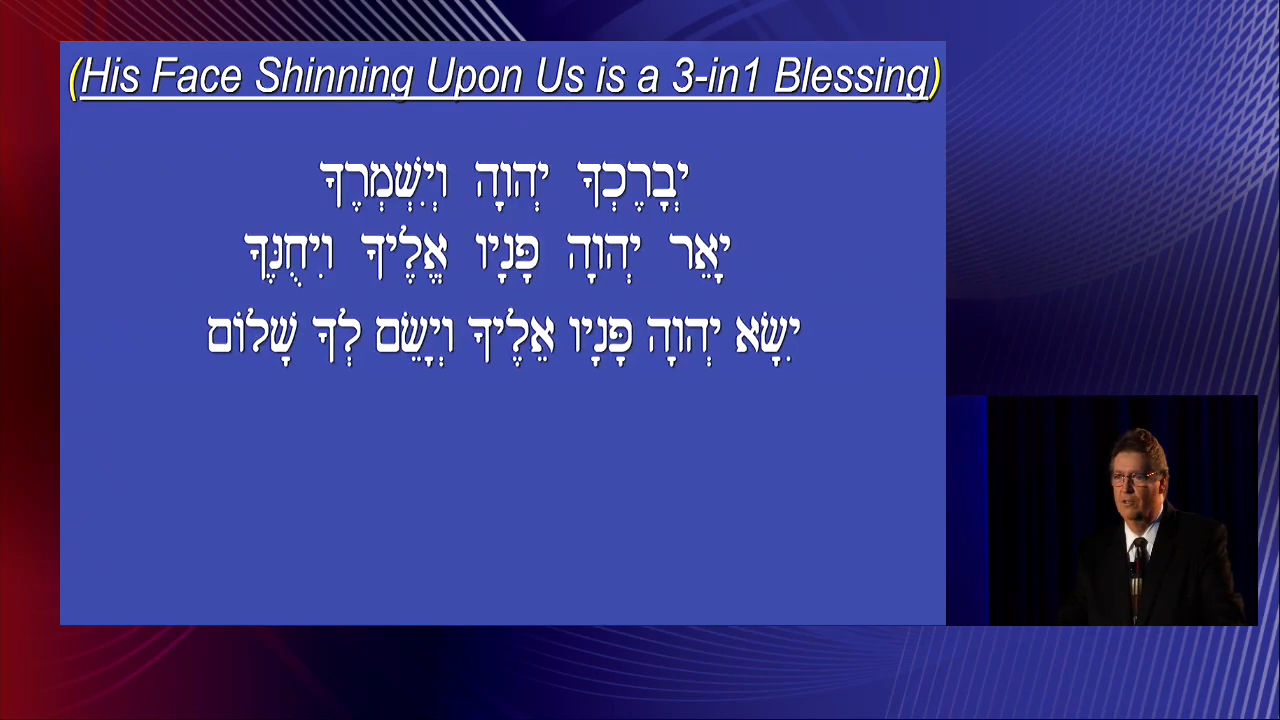 (His Face Shinning Upon Us is a 3-in1 Blessing)
יְבָרֶכְךָ יְהוָה וְיִשְׁמְרֶךָ
יָאֵר יְהוָה פָּנָיו אֱלֶיךָ וִיחֻנֶּךָּ
יִשָּׂא יְהוָה פָּנָיו אֵלֶיךָ וְיָשֵׂם לְךָ שָׁלוֹם